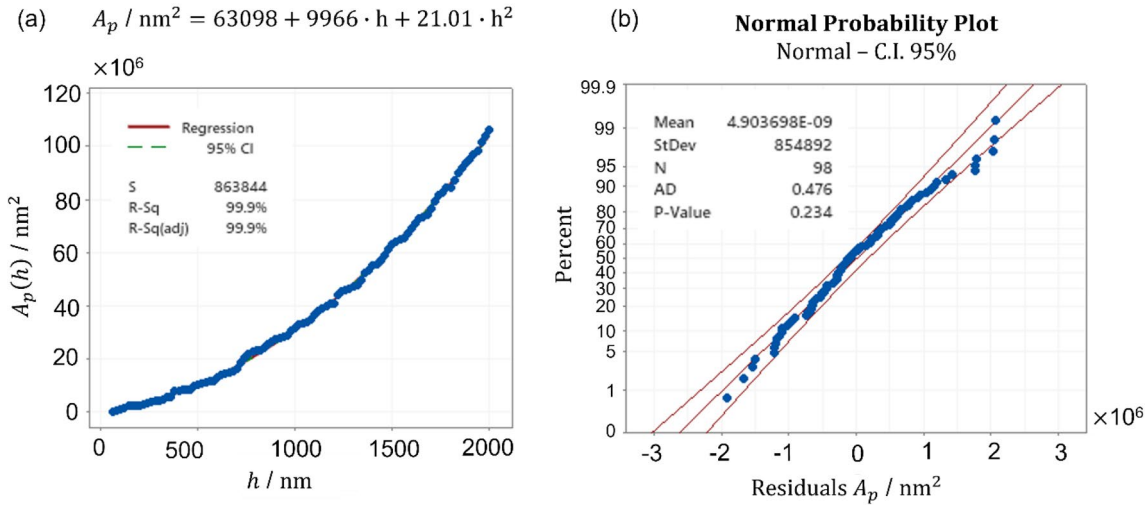 (a) A_p / nm² = 63098 + 9966 · h + 21.01 · h²
×10⁶
A_p(h) / nm²
120
100
80
60
40
20
0
Regression
95% CI
S 863844
R-Sq 99.9%
R-Sq(adj) 99.9%
0 500 1000 1500 2000
h / nm
(b) Normal Probability Plot
Normal – C.I. 95%
Percent
99.9
99
95
90
80
70
60
50
40
30
20
10
5
1
0
Mean 4.903698E-09
StDev 854892
N 98
AD 0.476
P-Value 0.234
-3 -2 -1 0 1 2 3
×10⁶
Residuals A_p / nm²